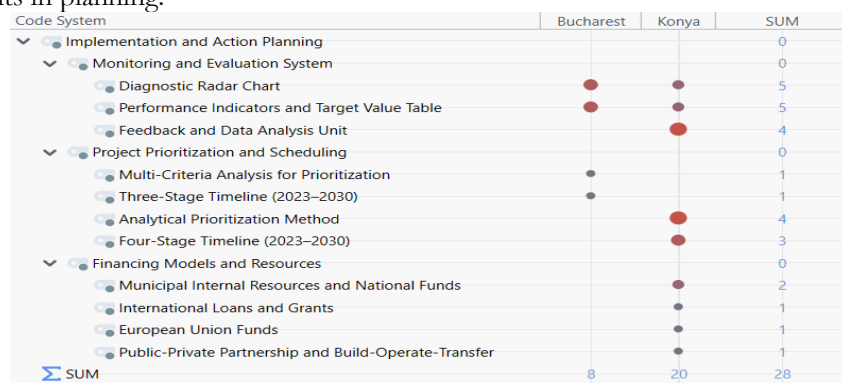 ts in planning.
Code System Bucharest Konya SUM
Implementation and Action Planning 0
Monitoring and Evaluation System 0
Diagnostic Radar Chart 5
Performance Indicators and Target Value Table 5
Feedback and Data Analysis Unit 4
Project Prioritization and Scheduling 0
Multi-Criteria Analysis for Prioritization 1
Three-Stage Timeline (2023–2030) 1
Analytical Prioritization Method 4
Four-Stage Timeline (2023–2030) 3
Financing Models and Resources 0
Municipal Internal Resources and National Funds 2
International Loans and Grants 1
European Union Funds 1
Public-Private Partnership and Build-Operate-Transfer 1
Σ SUM 8 20 28